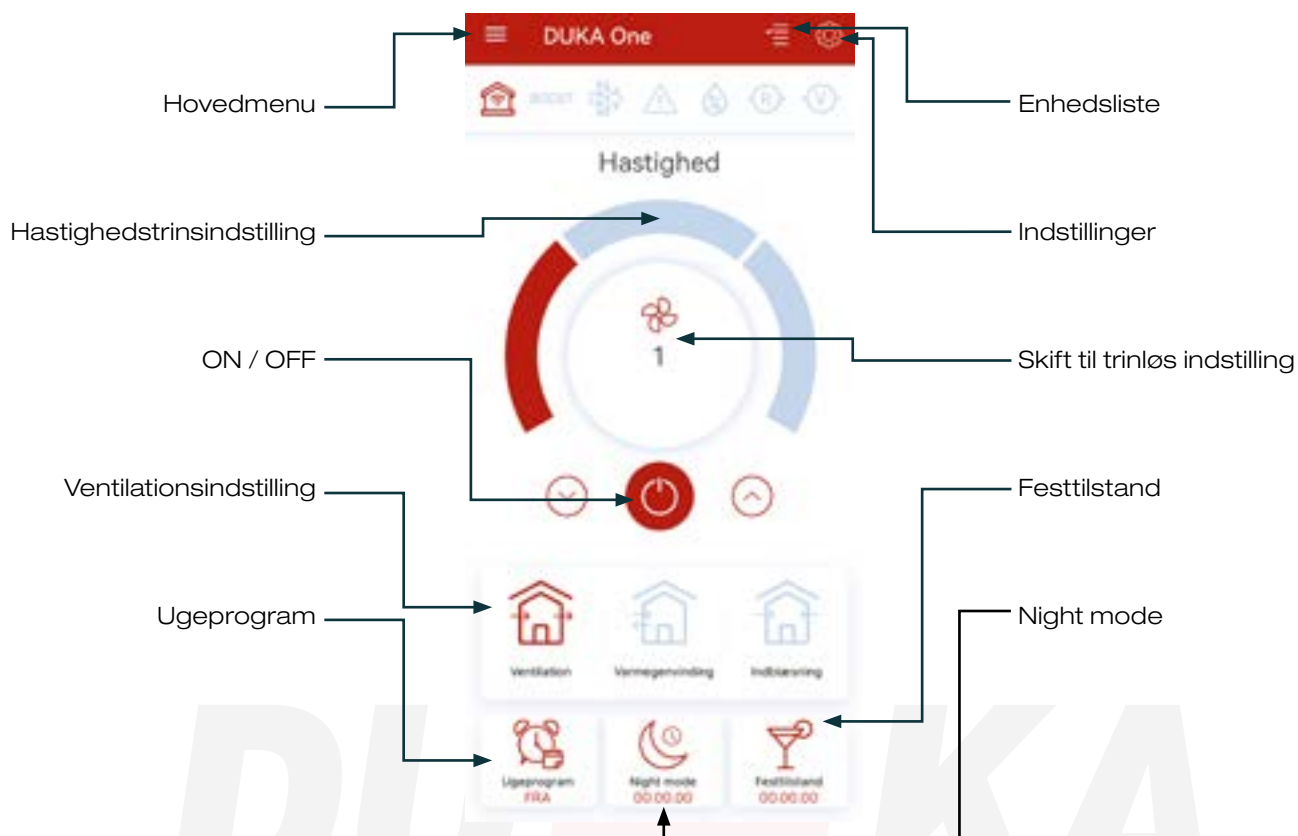 DUKA One
BOOST
Hovedmenu
Enhedsliste
Hastighed
Hastighedstrinsindstilling
Indstillinger
1
ON / OFF
Skift til trinløs indstilling
Ventilationsindstilling
Festtilstand
Ugeprogram
Night mode
Ventilation
Varmegenvinding
Indblæsning
Ugeprogram
FRA
Night mode
00:00:00
Festtilstand
00:00:00
R
V
DUKA